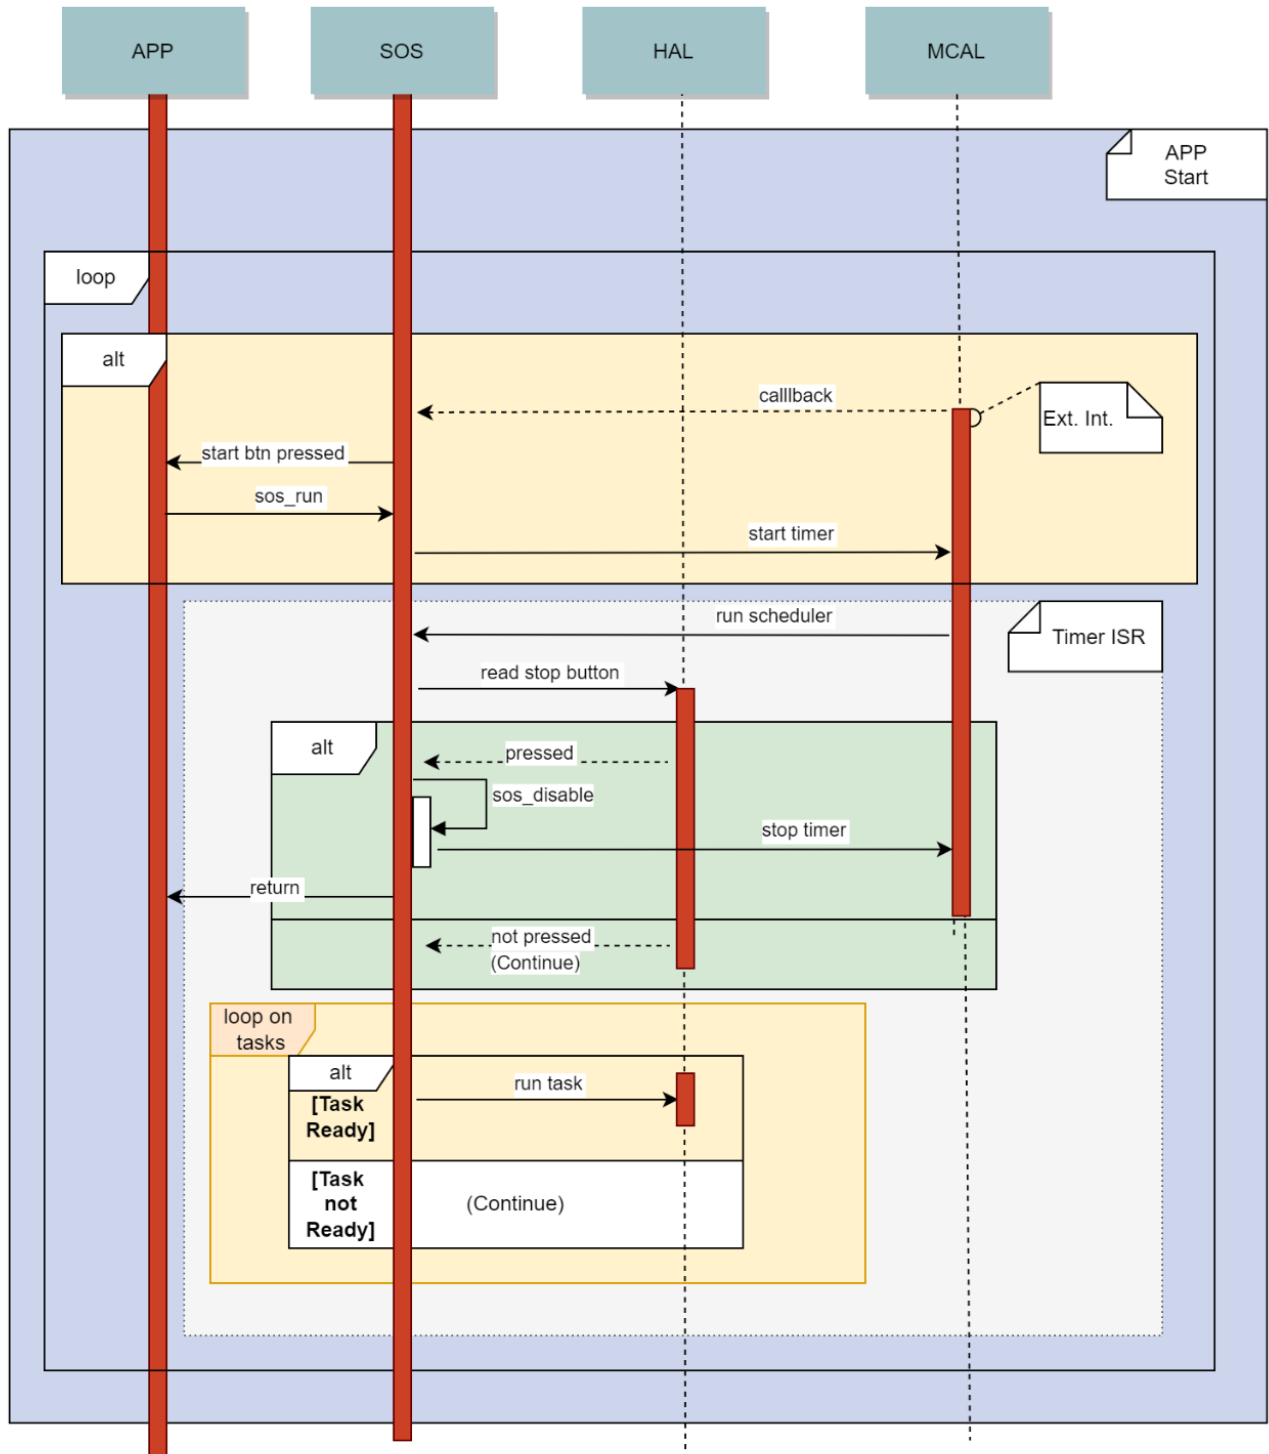 APP
SOS
HAL
MCAL
APP
Start
loop
alt
calllback
Ext. Int.
start btn pressed
sos_run
start timer
run scheduler
Timer ISR
read stop button
alt
pressed
sos_disable
stop timer
return
not pressed
(Continue)
loop on
tasks
alt
run task
[Task
Ready]
[Task
not
Ready]
(Continue)